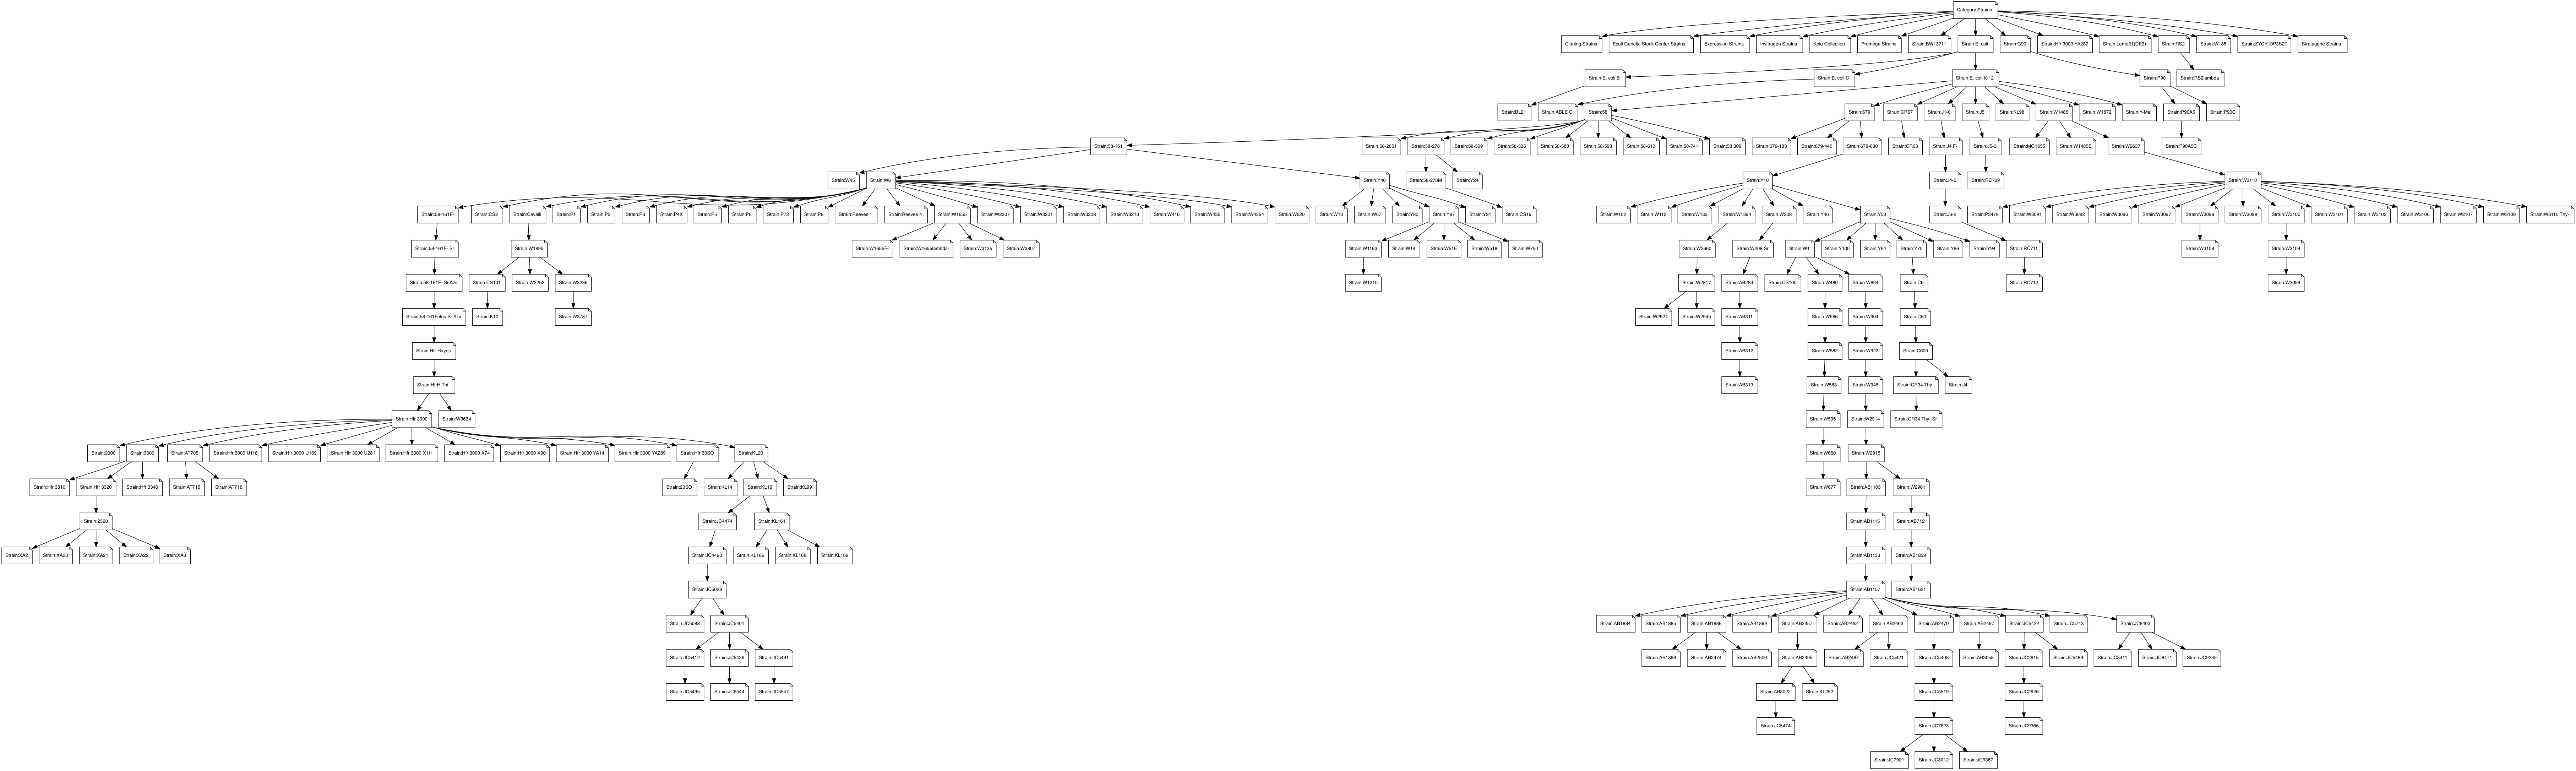 Category:Strains
Cloning Strains
Ecoli Genetic Stock Center Strains
Expression Strains
Invitrogen Strains
Keio Collection
Promega Strains
Strain:BW13711
Strain:E. coli
Strain:G90
Strain:Hfr 3000 YA287
Strain:Lemo21(DE3)
Strain:RS2
Strain:W185
Strain:ZYCY10P3S2T
Stratagene Strains
Strain:E. coli B
Strain:E. coli C
Strain:E. coli K-12
Strain:P90
Strain:RS2lambda
Strain:BL21
Strain:ABLE C
Strain:58
Strain:679
Strain:CR67
Strain:J1-0
Strain:J5
Strain:KL98
Strain:W1485
Strain:W1872
Strain:Y-Mel
Strain:P90A5
Strain:P90C
Strain:58-161
Strain:58-2651
Strain:58-278
Strain:58-309
Strain:58-336
Strain:58-580
Strain:58-593
Strain:58-610
Strain:58-741
Strain:58 309
Strain:679-183
Strain:679-440
Strain:679-680
Strain:CR63
Strain:J4 F-
Strain:J5-3
Strain:MG1655
Strain:W1485E
Strain:W2637
Strain:P90A5C
Strain:W45
Strain:W6
Strain:Y40
Strain:58-278M
Strain:Y24
Strain:Y10
Strain:J4-5
Strain:RC709
Strain:W3110
Strain:58-161F-
Strain:CS2
Strain:Cavalli
Strain:P1
Strain:P2
Strain:P3
Strain:P4X
Strain:P5
Strain:P6
Strain:P72
Strain:P8
Strain:Reeves 1
Strain:Reeves 4
Strain:W1655
Strain:W2207
Strain:W3201
Strain:W3208
Strain:W3213
Strain:W416
Strain:W435
Strain:W4354
Strain:W620
Strain:W13
Strain:W67
Strain:Y80
Strain:Y87
Strain:Y91
Strain:CS19
Strain:W102
Strain:W112
Strain:W133
Strain:W1394
Strain:W208
Strain:Y46
Strain:Y53
Strain:J6-2
Strain:P3478
Strain:W3091
Strain:W3092
Strain:W3096
Strain:W3097
Strain:W3098
Strain:W3099
Strain:W3100
Strain:W3101
Strain:W3102
Strain:W3106
Strain:W3107
Strain:W3109
Strain:W3110 Thy-
Strain:58-161F- Sr
Strain:W1895
Strain:W1655F-
Strain:W1655lambdar
Strain:W3135
Strain:W3807
Strain:W1163
Strain:W14
Strain:W516
Strain:W518
Strain:W750
Strain:W2660
Strain:W208 Sr
Strain:W1
Strain:Y100
Strain:Y64
Strain:Y70
Strain:Y86
Strain:Y94
Strain:RC711
Strain:W3108
Strain:W3104
Strain:58-161F- Sr Azir
Strain:CS101
Strain:W2252
Strain:W3236
Strain:W1210
Strain:W2817
Strain:AB284
Strain:CS100
Strain:W480
Strain:W894
Strain:C6
Strain:RC712
Strain:W3094
Strain:58-161Fplus Sr Azir
Strain:K10
Strain:W3787
Strain:W2924
Strain:W2945
Strain:AB311
Strain:W566
Strain:W904
Strain:C60
Strain:Hfr Hayes
Strain:AB312
Strain:W582
Strain:W922
Strain:C600
Strain:HfrH Thi-
Strain:AB313
Strain:W583
Strain:W945
Strain:CR34 Thy-
Strain:J4
Strain:Hfr 3000
Strain:W3634
Strain:W595
Strain:W2914
Strain:CR34 Thy- Sr
Strain:2000
Strain:3300
Strain:AT705
Strain:Hfr 3000 U118
Strain:Hfr 3000 U169
Strain:Hfr 3000 U281
Strain:Hfr 3000 X111
Strain:Hfr 3000 X74
Strain:Hfr 3000 X90
Strain:Hfr 3000 YA14
Strain:Hfr 3000 YA289
Strain:Hfr 30SO
Strain:KL20
Strain:W660
Strain:W2915
Strain:Hfr 3310
Strain:Hfr 3320
Strain:Hfr 3340
Strain:AT715
Strain:AT716
Strain:20SO
Strain:KL14
Strain:KL16
Strain:KL99
Strain:W677
Strain:AB1103
Strain:W2961
Strain:2320
Strain:JC4474
Strain:KL161
Strain:AB1115
Strain:AB712
Strain:XA2
Strain:XA20
Strain:XA21
Strain:XA22
Strain:XA3
Strain:JC4490
Strain:KL166
Strain:KL168
Strain:KL169
Strain:AB1133
Strain:AB1859
Strain:JC5029
Strain:AB1157
Strain:AB1621
Strain:JC5088
Strain:JC5401
Strain:AB1884
Strain:AB1885
Strain:AB1886
Strain:AB1899
Strain:AB2457
Strain:AB2462
Strain:AB2463
Strain:AB2470
Strain:AB2497
Strain:JC5422
Strain:JC5743
Strain:JC8403
Strain:JC5412
Strain:JC5426
Strain:JC5491
Strain:AB1896
Strain:AB2474
Strain:AB2500
Strain:AB2495
Strain:AB2487
Strain:JC5421
Strain:JC5408
Strain:AB3058
Strain:JC2915
Strain:JC5489
Strain:JC8411
Strain:JC8471
Strain:JC9239
Strain:JC5495
Strain:JC5544
Strain:JC5547
Strain:AB3022
Strain:KL252
Strain:JC5519
Strain:JC2926
Strain:JC5474
Strain:JC7623
Strain:JC9366
Strain:JC7901
Strain:JC8012
Strain:JC9387